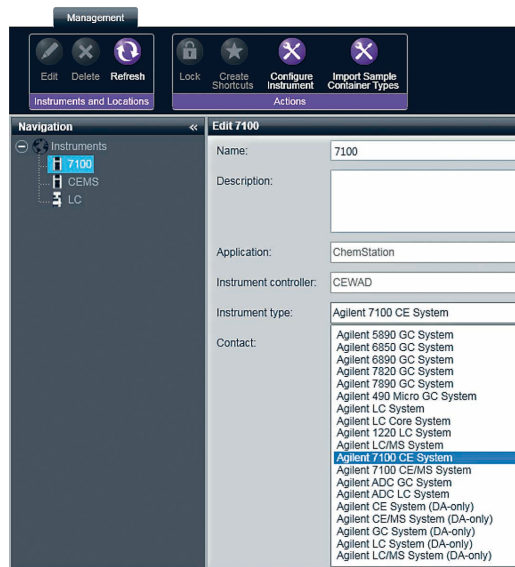 Management
Edit Delete Refresh Lock Create Shortcuts Configure Instrument Import Sample Container Types
Instruments and Locations Actions
Navigation «
Instruments
7100
CEMS
LC
Edit 7100
Name: 7100
Description:
Application: ChemStation
Instrument controller: CEWAD
Instrument type: Agilent 7100 CE System
Contact:
Agilent 5890 GC System
Agilent 6850 GC System
Agilent 6890 GC System
Agilent 7820 GC System
Agilent 7890 GC System
Agilent 490 Micro GC System
Agilent LC System
Agilent LC Core System
Agilent 1220 LC System
Agilent LC/MS System
Agilent 7100 CE System
Agilent 7100 CE/MS System
Agilent ADC GC System
Agilent ADC LC System
Agilent CE System (DA-only)
Agilent CE/MS System (DA-only)
Agilent GC System (DA-only)
Agilent LC System (DA-only)
Agilent LC/MS System (DA-only)